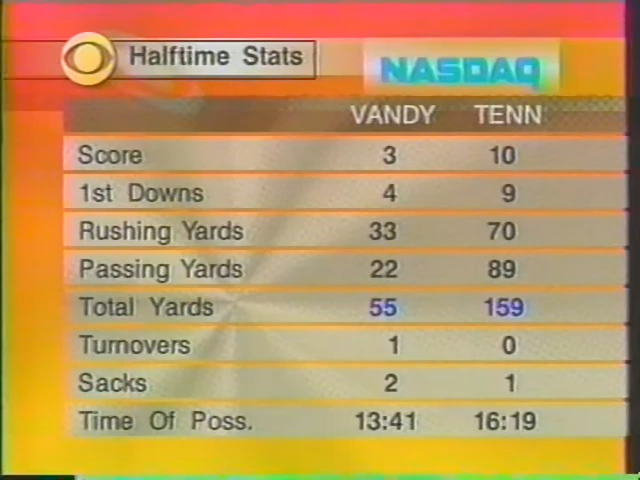 Halftime Stats
NASDAQ
VANDY TENN
Score 3 10
1st Downs 4 9
Rushing Yards 33 70
Passing Yards 22 89
Total Yards 55 159
Turnovers 1 0
Sacks 2 1
Time Of Poss. 13:41 16:19